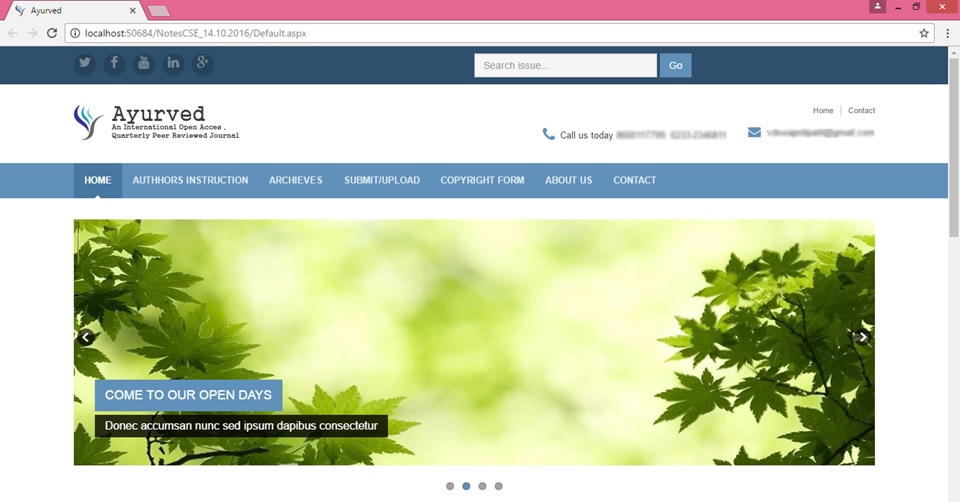 Ayurved
localhost:50684/NotesCSE_14.10.2016/Default.aspx
Search issue...
Go
Home
Contact
Ayurved
An International Open Acces .
Quarterly Peer Reviewed Journal
Call us today
HOME
AUTHHORS INSTRUCTION
ARCHIEVES
SUBMIT/UPLOAD
COPYRIGHT FORM
ABOUT US
CONTACT
COME TO OUR OPEN DAYS
Donec accumsan nunc sed ipsum dapibus consectetur